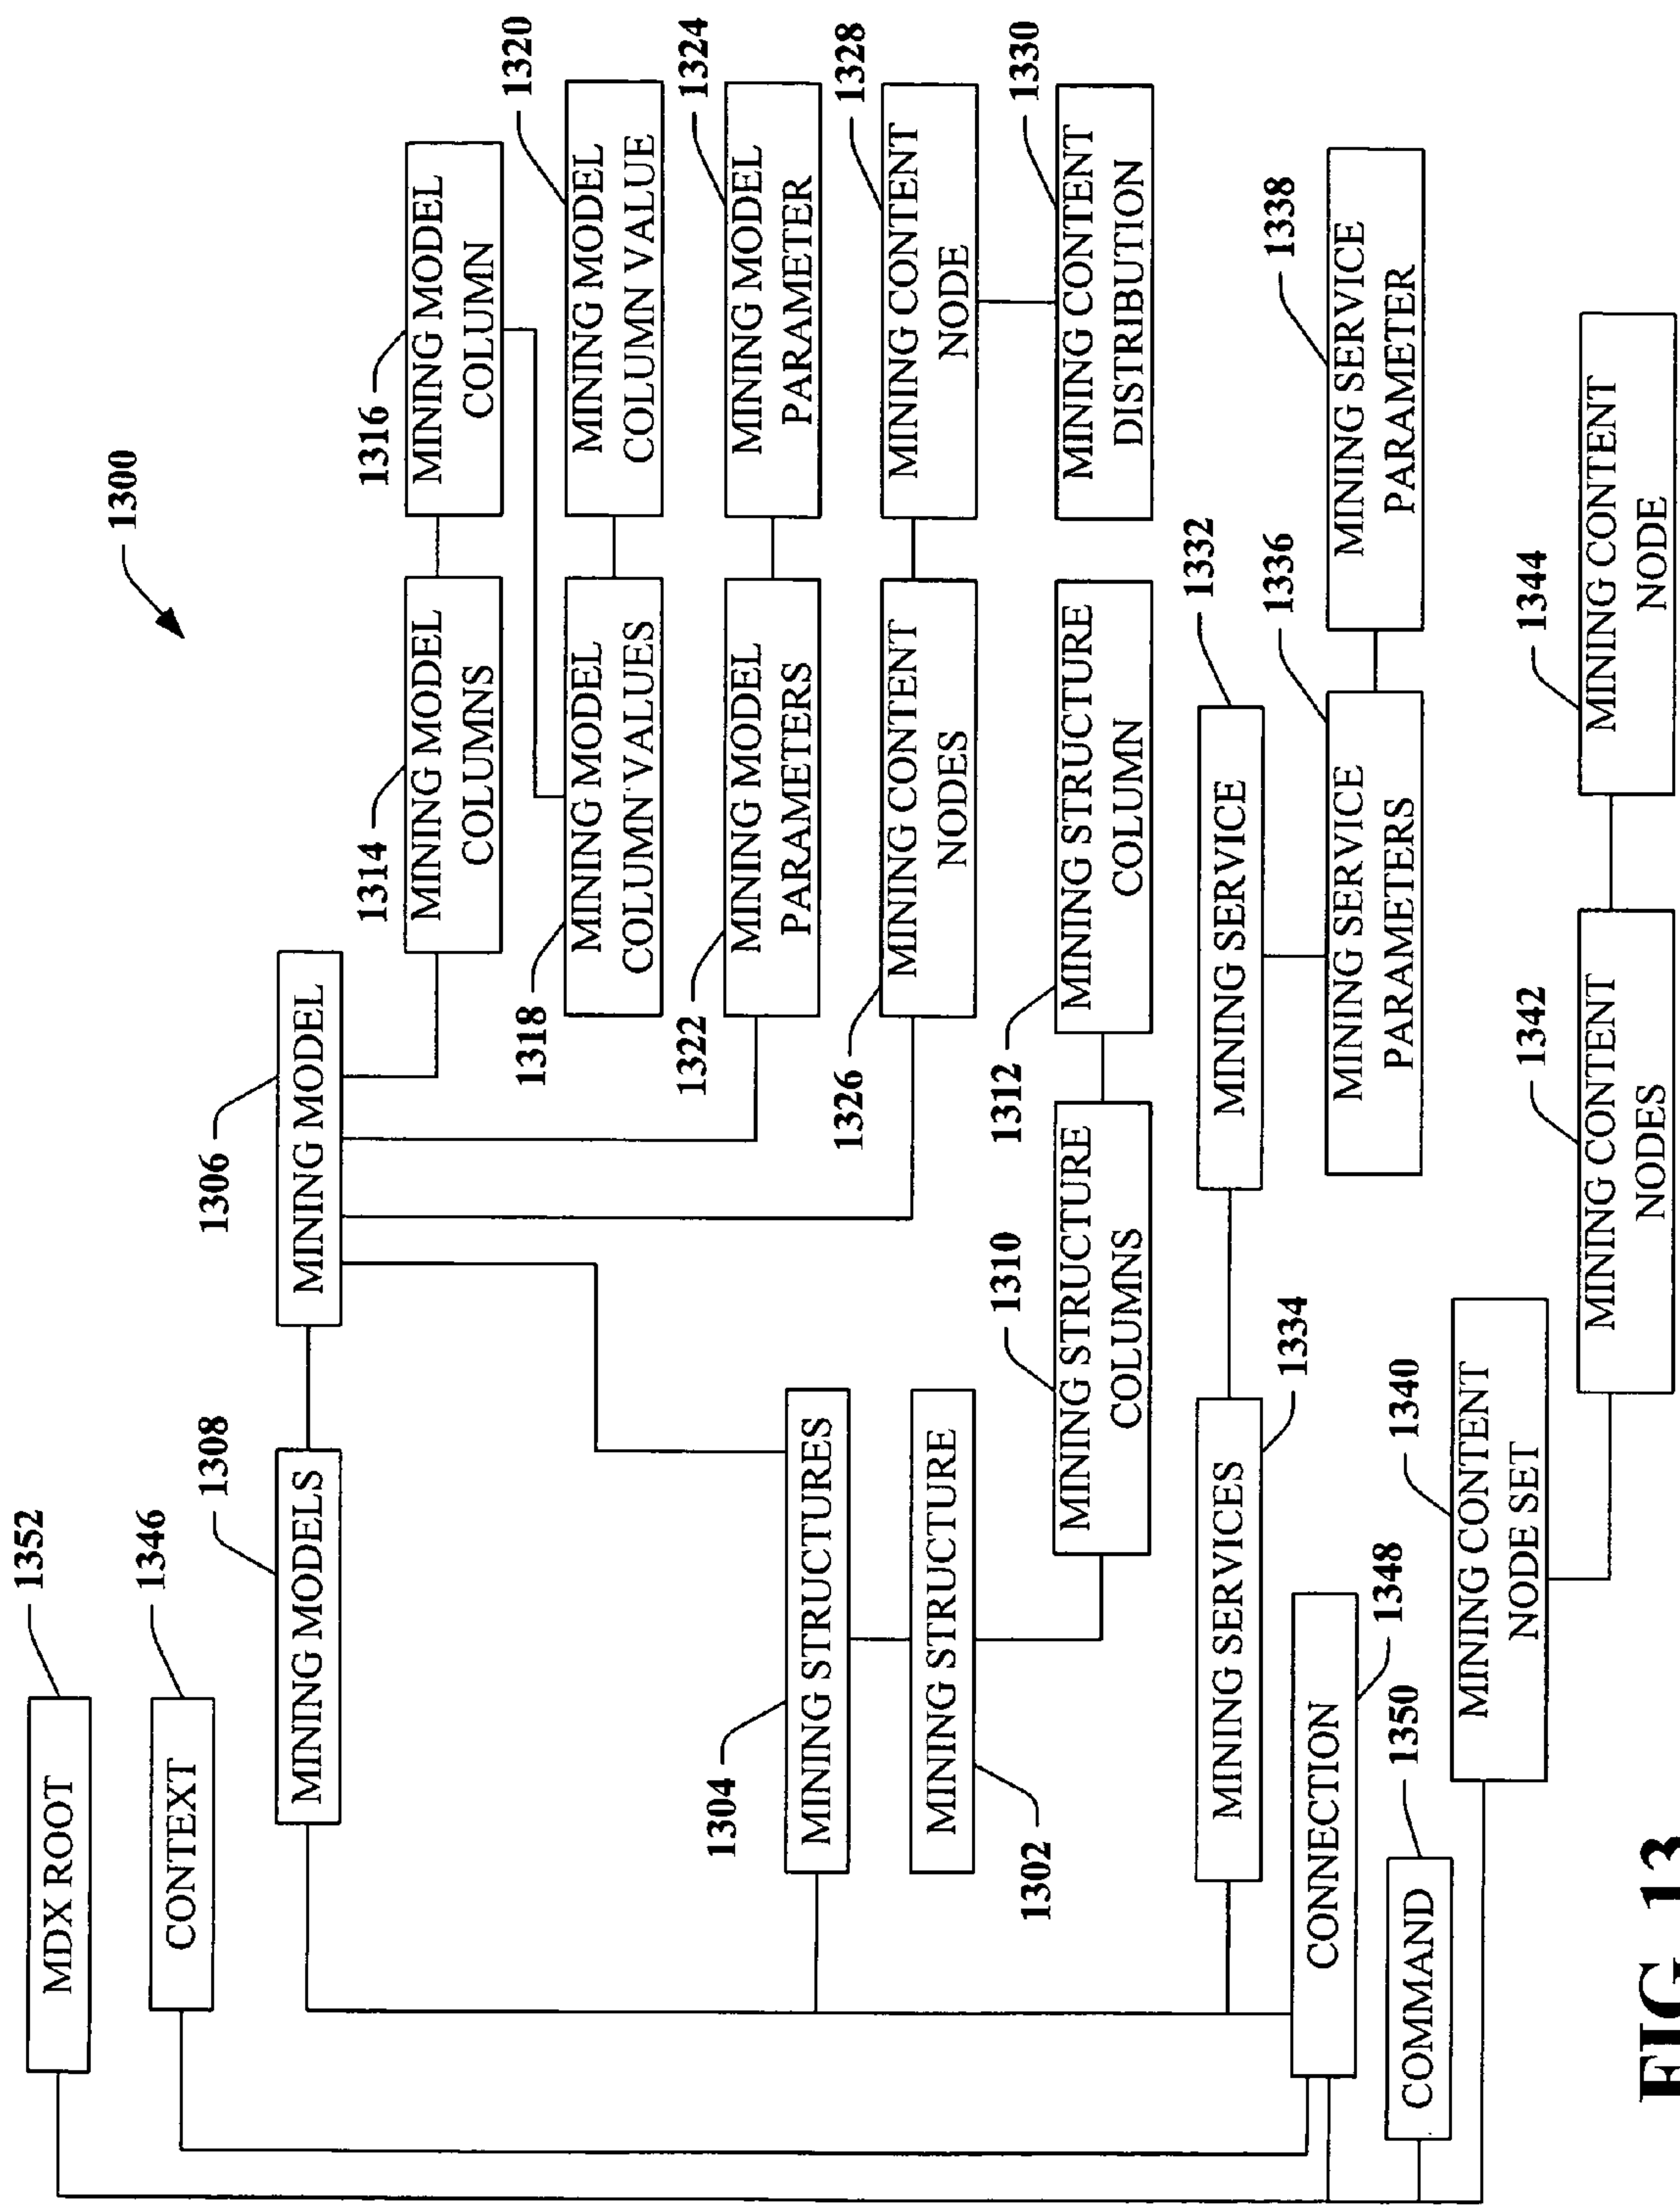 1300
1352
MDX ROOT
1346
CONTEXT
1308
MINING MODELS
1306
MINING MODEL
1314
MINING MODEL
COLUMNS
1316
MINING MODEL
COLUMN
1318
MINING MODEL
COLUMN VALUES
1320
MINING MODEL
COLUMN VALUE
1322
MINING MODEL
PARAMETERS
1324
MINING MODEL
PARAMETER
1304
MINING STRUCTURES
1326
MINING CONTENT
NODES
1328
MINING CONTENT
NODE
1302
MINING STRUCTURE
1310
MINING STRUCTURE
COLUMNS
1312
MINING STRUCTURE
COLUMN
1330
MINING CONTENT
DISTRIBUTION
1334
MINING SERVICES
1332
MINING SERVICE
1336
MINING SERVICE
PARAMETERS
1338
MINING SERVICE
PARAMETER
1348
CONNECTION
1350
COMMAND
1340
MINING CONTENT
NODE SET
1342
MINING CONTENT
NODES
1344
MINING CONTENT
NODE
FIG. 13